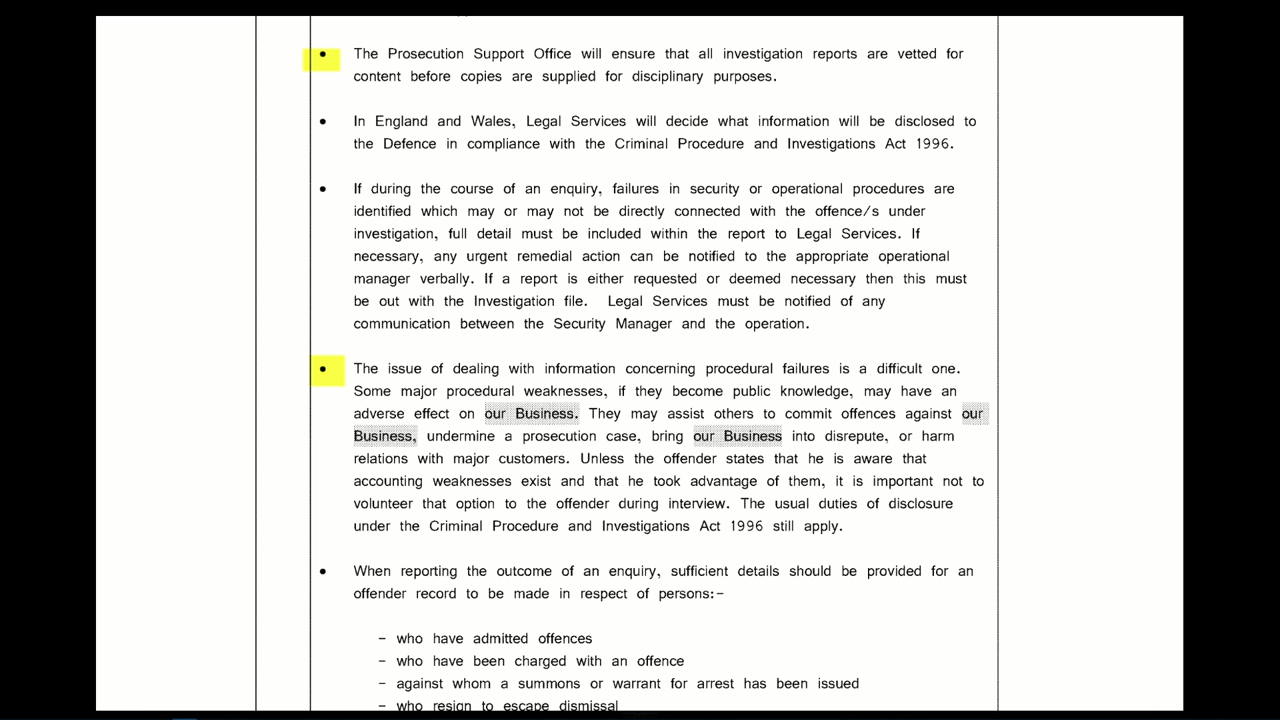 • The Prosecution Support Office will ensure that all investigation reports are vetted for
content before copies are supplied for disciplinary purposes.
• In England and Wales, Legal Services will decide what information will be disclosed to
the Defence in compliance with the Criminal Procedure and Investigations Act 1996.
• If during the course of an enquiry, failures in security or operational procedures are
identified which may or may not be directly connected with the offence/s under
investigation, full detail must be included within the report to Legal Services. If
necessary, any urgent remedial action can be notified to the appropriate operational
manager verbally. If a report is either requested or deemed necessary then this must
be out with the Investigation file. Legal Services must be notified of any
communication between the Security Manager and the operation.
• The issue of dealing with information concerning procedural failures is a difficult one.
Some major procedural weaknesses, if they become public knowledge, may have an
adverse effect on our Business. They may assist others to commit offences against our
Business, undermine a prosecution case, bring our Business into disrepute, or harm
relations with major customers. Unless the offender states that he is aware that
accounting weaknesses exist and that he took advantage of them, it is important not to
volunteer that option to the offender during interview. The usual duties of disclosure
under the Criminal Procedure and Investigations Act 1996 still apply.
• When reporting the outcome of an enquiry, sufficient details should be provided for an
offender record to be made in respect of persons:-
- who have admitted offences
- who have been charged with an offence
- against whom a summons or warrant for arrest has been issued
- who resign to escape dismissal